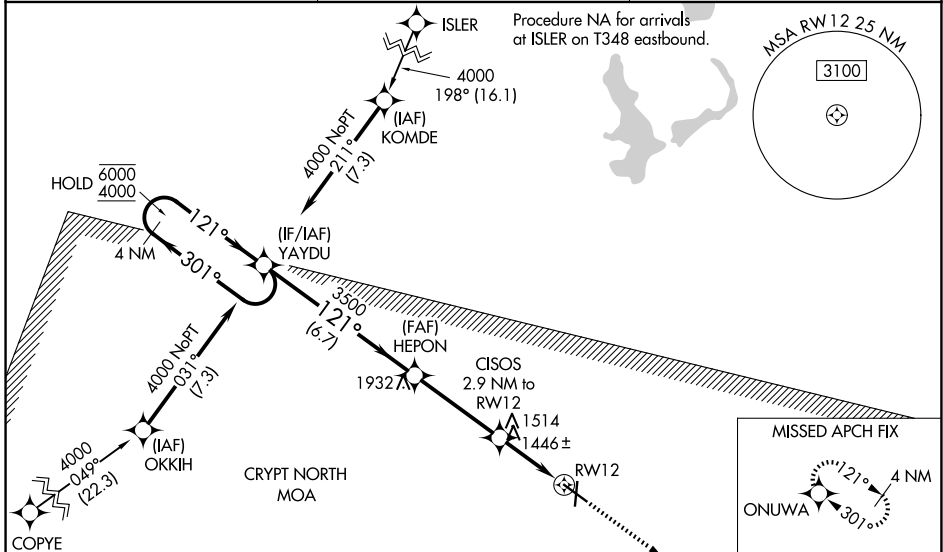 ISLER
Procedure NA for arrivals
at ISLER on T348 eastbound.
MSA RW12 25 NM
3100
4000
198° (16.1)
(IAF)
KOMDE
4000 NoPT
211°
(7.3)
HOLD 6000
4000
121°
301°
4 NM
(IF/IAF)
YAYDU
3500
121°
(6.7)
(FAF)
HEPON
1932
CISOS
2.9 NM to
RW12
1514
1446 ±
RW12
4000 NoPT
031°
(7.3)
(IAF)
OKKIH
4000
049°
(22.3)
COPYE
CRYPT NORTH
MOA
MISSED APCH FIX
121°
4 NM
ONUWA
301°